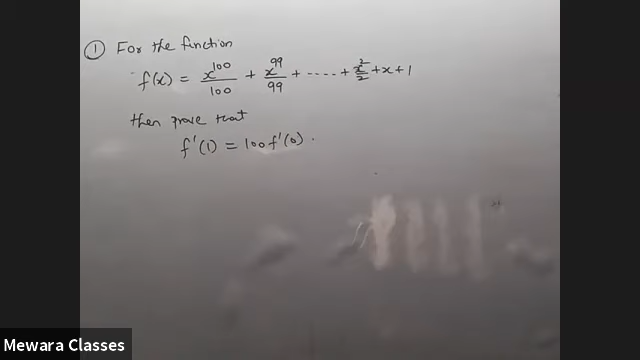 ① For the function
f(x) = x^100/100 + x^99/99 + ---- + x^2/2 + x + 1
then prove that
f'(1) = 100 f'(0).
Mewara Classes